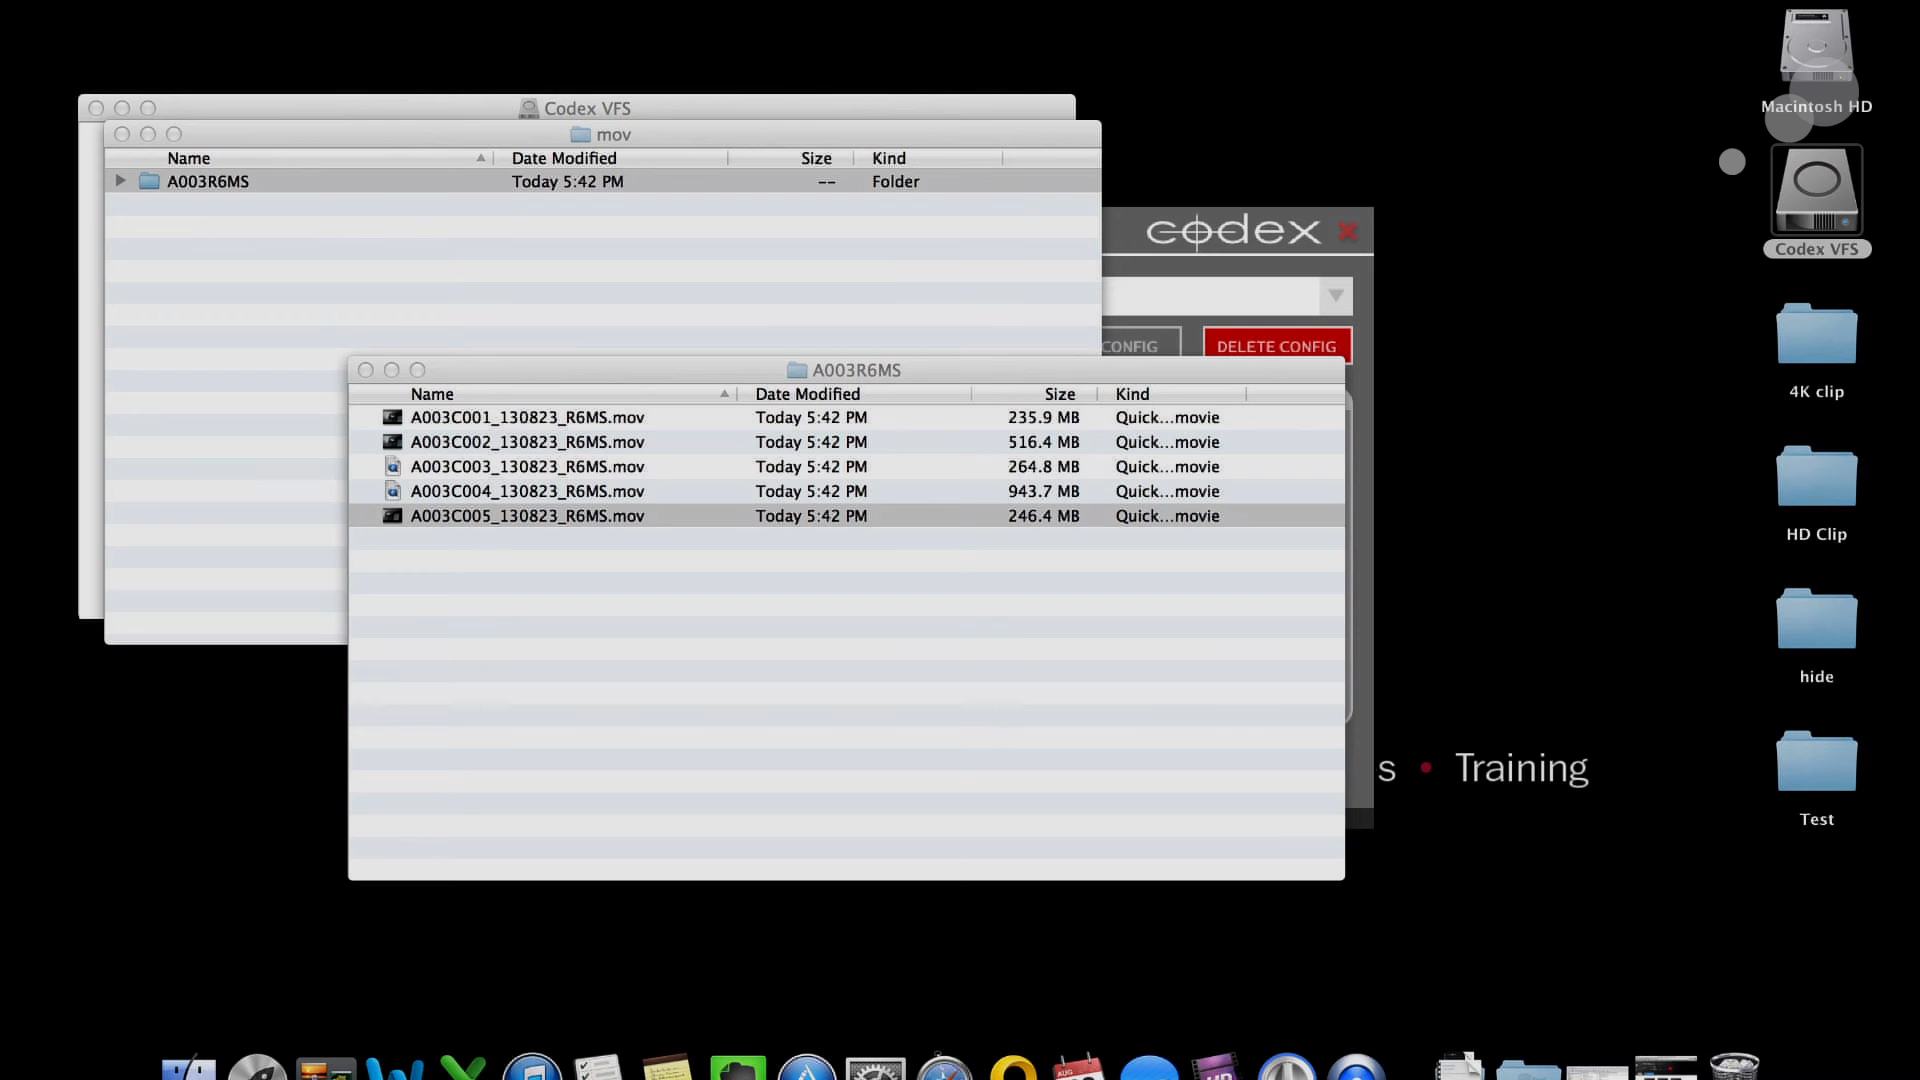 Codex VFS
mov
Name Date Modified Size Kind
A003R6MS Today 5:42 PM -- Folder
codex
CONFIG DELETE CONFIG
A003R6MS
Name Date Modified Size Kind
A003C001_130823_R6MS.mov Today 5:42 PM 235.9 MB Quick...movie
A003C002_130823_R6MS.mov Today 5:42 PM 516.4 MB Quick...movie
A003C003_130823_R6MS.mov Today 5:42 PM 264.8 MB Quick...movie
A003C004_130823_R6MS.mov Today 5:42 PM 943.7 MB Quick...movie
A003C005_130823_R6MS.mov Today 5:42 PM 246.4 MB Quick...movie
s • Training
Macintosh HD
Codex VFS
4K clip
HD Clip
hide
Test
AUG